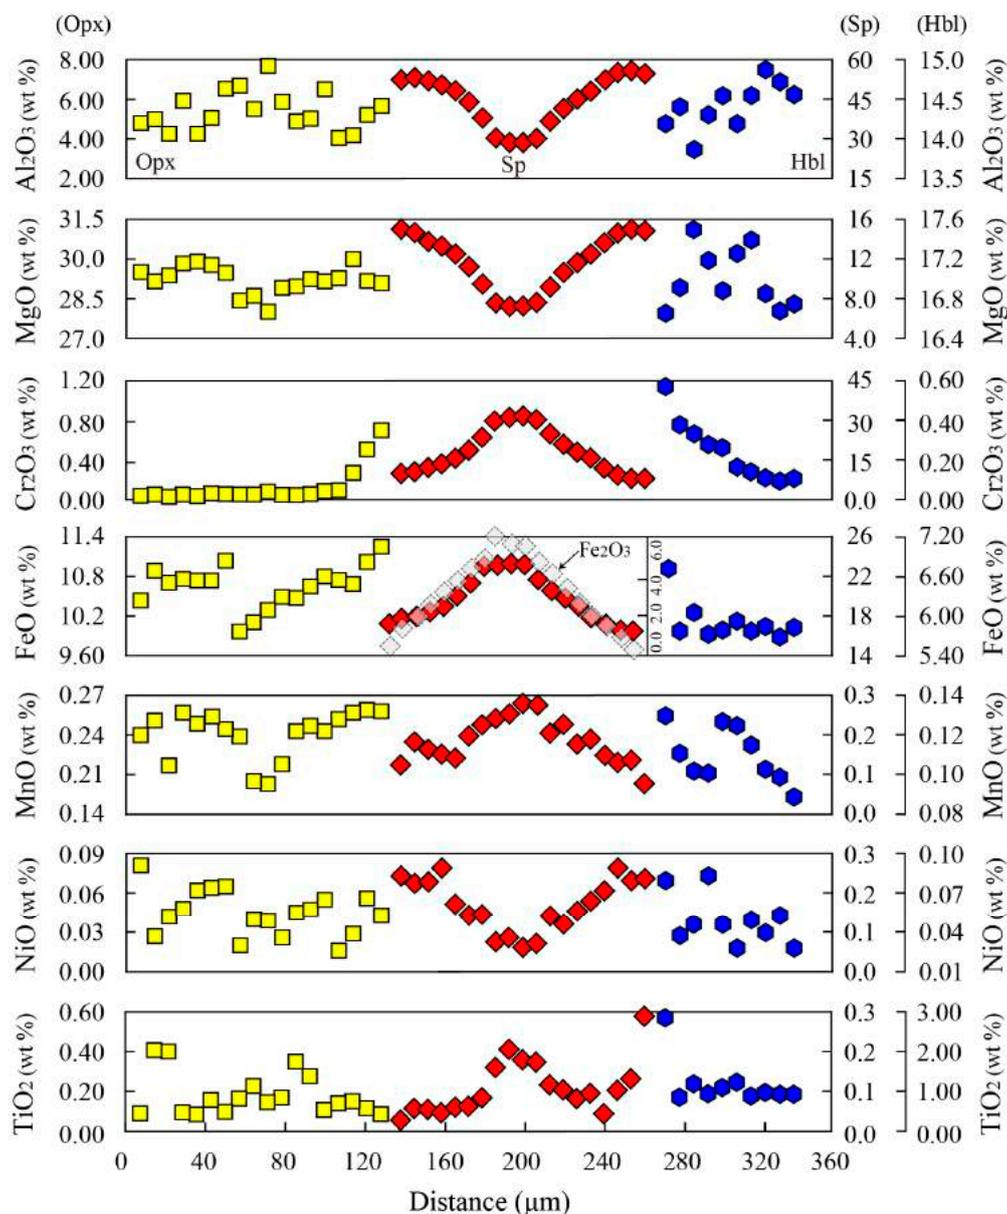 (Opx) (Sp) (Hbl)
Al2O3 (wt %) 8.00 6.00 4.00 2.00 Opx Sp Hbl 60 45 30 15 15.0 14.5 14.0 13.5 Al2O3 (wt %)
MgO (wt %) 31.5 30.0 28.5 27.0 16 12 8.0 4.0 17.6 17.2 16.8 16.4 MgO (wt %)
Cr2O3 (wt %) 1.20 0.80 0.40 0.00 45 30 15 0.0 0.60 0.40 0.20 0.00 Cr2O3 (wt %)
FeO (wt %) 11.4 10.8 10.2 9.60 Fe2O3 6.0 4.0 2.0 0.0 26 22 18 14 7.20 6.60 6.00 5.40 FeO (wt %)
MnO (wt %) 0.27 0.24 0.21 0.14 0.3 0.2 0.1 0.0 0.14 0.12 0.10 0.08 MnO (wt %)
NiO (wt %) 0.09 0.06 0.03 0.00 0.3 0.2 0.1 0.0 0.10 0.07 0.04 0.01 NiO (wt %)
TiO2 (wt %) 0.60 0.40 0.20 0.00 0.3 0.2 0.1 0.0 3.00 2.00 1.00 0.00 TiO2 (wt %)
0 40 80 120 160 200 240 280 320 360
Distance (μm)